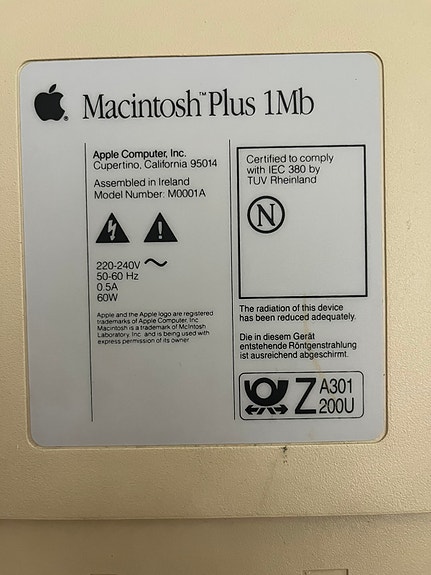 Macintosh™ Plus 1Mb
Apple Computer, Inc.
Cupertino, California 95014
Assembled in Ireland
Model Number: M0001A
220-240V ~
50-60 Hz
0.5A
60W
Apple and the Apple logo are registered
trademarks of Apple Computer, Inc.
Macintosh is a trademark of McIntosh
Laboratory, Inc. and is being used with
express permission of its owner.
Certified to comply
with IEC 380 by
TUV Rheinland
N
The radiation of this device
has been reduced adequately.
Die in diesem Gerät
entstehende Röntgenstrahlung
ist ausreichend abgeschirmt.
Z A301
200U